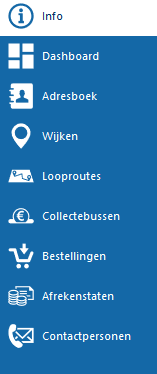 Info
Dashboard
Adresboek
Wijken
Looproutes
Collectebussen
Bestellingen
Afrekenstaten
Contactpersonen